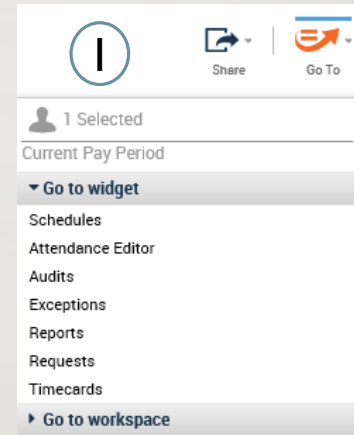 I
Share Go To
1 Selected
Current Pay Period
Go to widget
Schedules
Attendance Editor
Audits
Exceptions
Reports
Requests
Timecards
Go to workspace